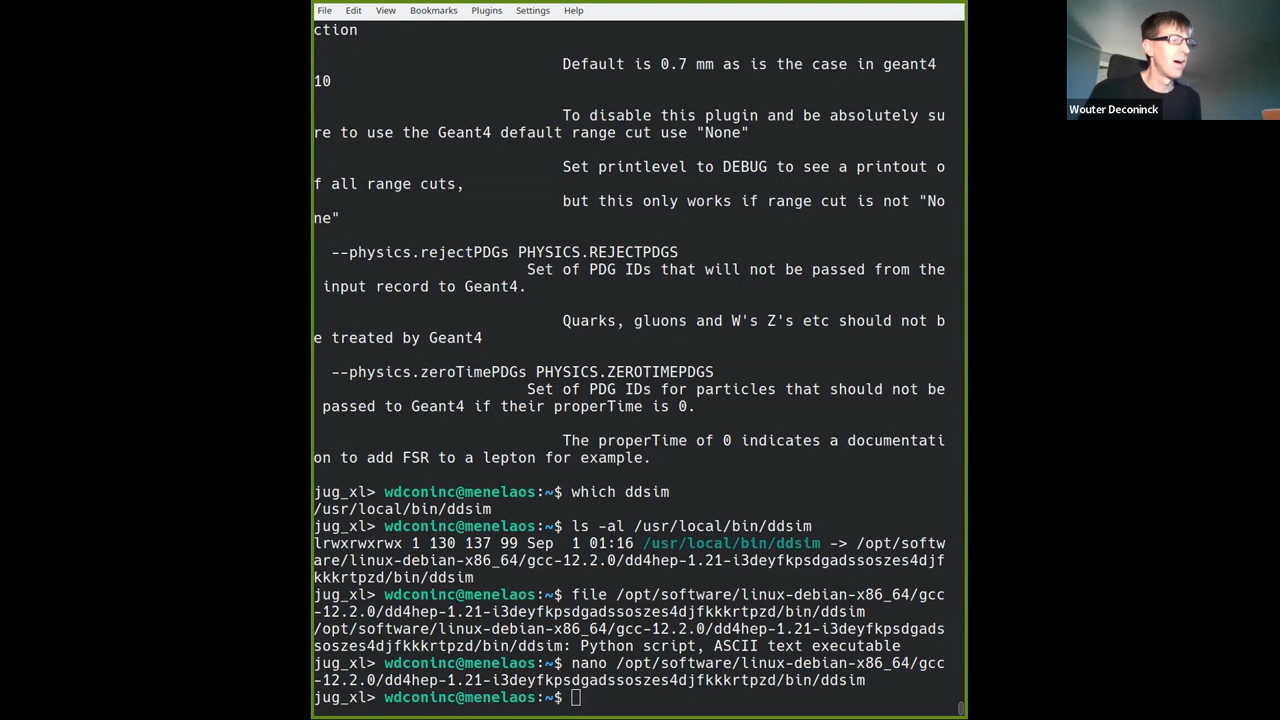 File Edit View Bookmarks Plugins Settings Help
ction
Default is 0.7 mm as is the case in geant4
10
To disable this plugin and be absolutely su
re to use the Geant4 default range cut use "None"
Set printlevel to DEBUG to see a printout o
f all range cuts,
but this only works if range cut is not "No
ne"
--physics.rejectPDGs PHYSICS.REJECTPDGS
Set of PDG IDs that will not be passed from the
input record to Geant4.
Quarks, gluons and W's Z's etc should not b
e treated by Geant4
--physics.zeroTimePDGs PHYSICS.ZEROTIMEPDGS
Set of PDG IDs for particles that should not be
passed to Geant4 if their properTime is 0.
The properTime of 0 indicates a documentati
on to add FSR to a lepton for example.
jug_xl> wdconinc@menelaos:~$ which ddsim
/usr/local/bin/ddsim
jug_xl> wdconinc@menelaos:~$ ls -al /usr/local/bin/ddsim
lrwxrwxrwx 1 130 137 99 Sep  1 01:16 /usr/local/bin/ddsim -> /opt/softw
are/linux-debian-x86_64/gcc-12.2.0/dd4hep-1.21-i3deyfkpsdgadssoszes4djf
kkkrtpzd/bin/ddsim
jug_xl> wdconinc@menelaos:~$ file /opt/software/linux-debian-x86_64/gcc
-12.2.0/dd4hep-1.21-i3deyfkpsdgadssoszes4djfkkkrtpzd/bin/ddsim
/opt/software/linux-debian-x86_64/gcc-12.2.0/dd4hep-1.21-i3deyfkpsdgads
soszes4djfkkkrtpzd/bin/ddsim: Python script, ASCII text executable
jug_xl> wdconinc@menelaos:~$ nano /opt/software/linux-debian-x86_64/gcc
-12.2.0/dd4hep-1.21-i3deyfkpsdgadssoszes4djfkkkrtpzd/bin/ddsim
jug_xl> wdconinc@menelaos:~$
Wouter Deconinck